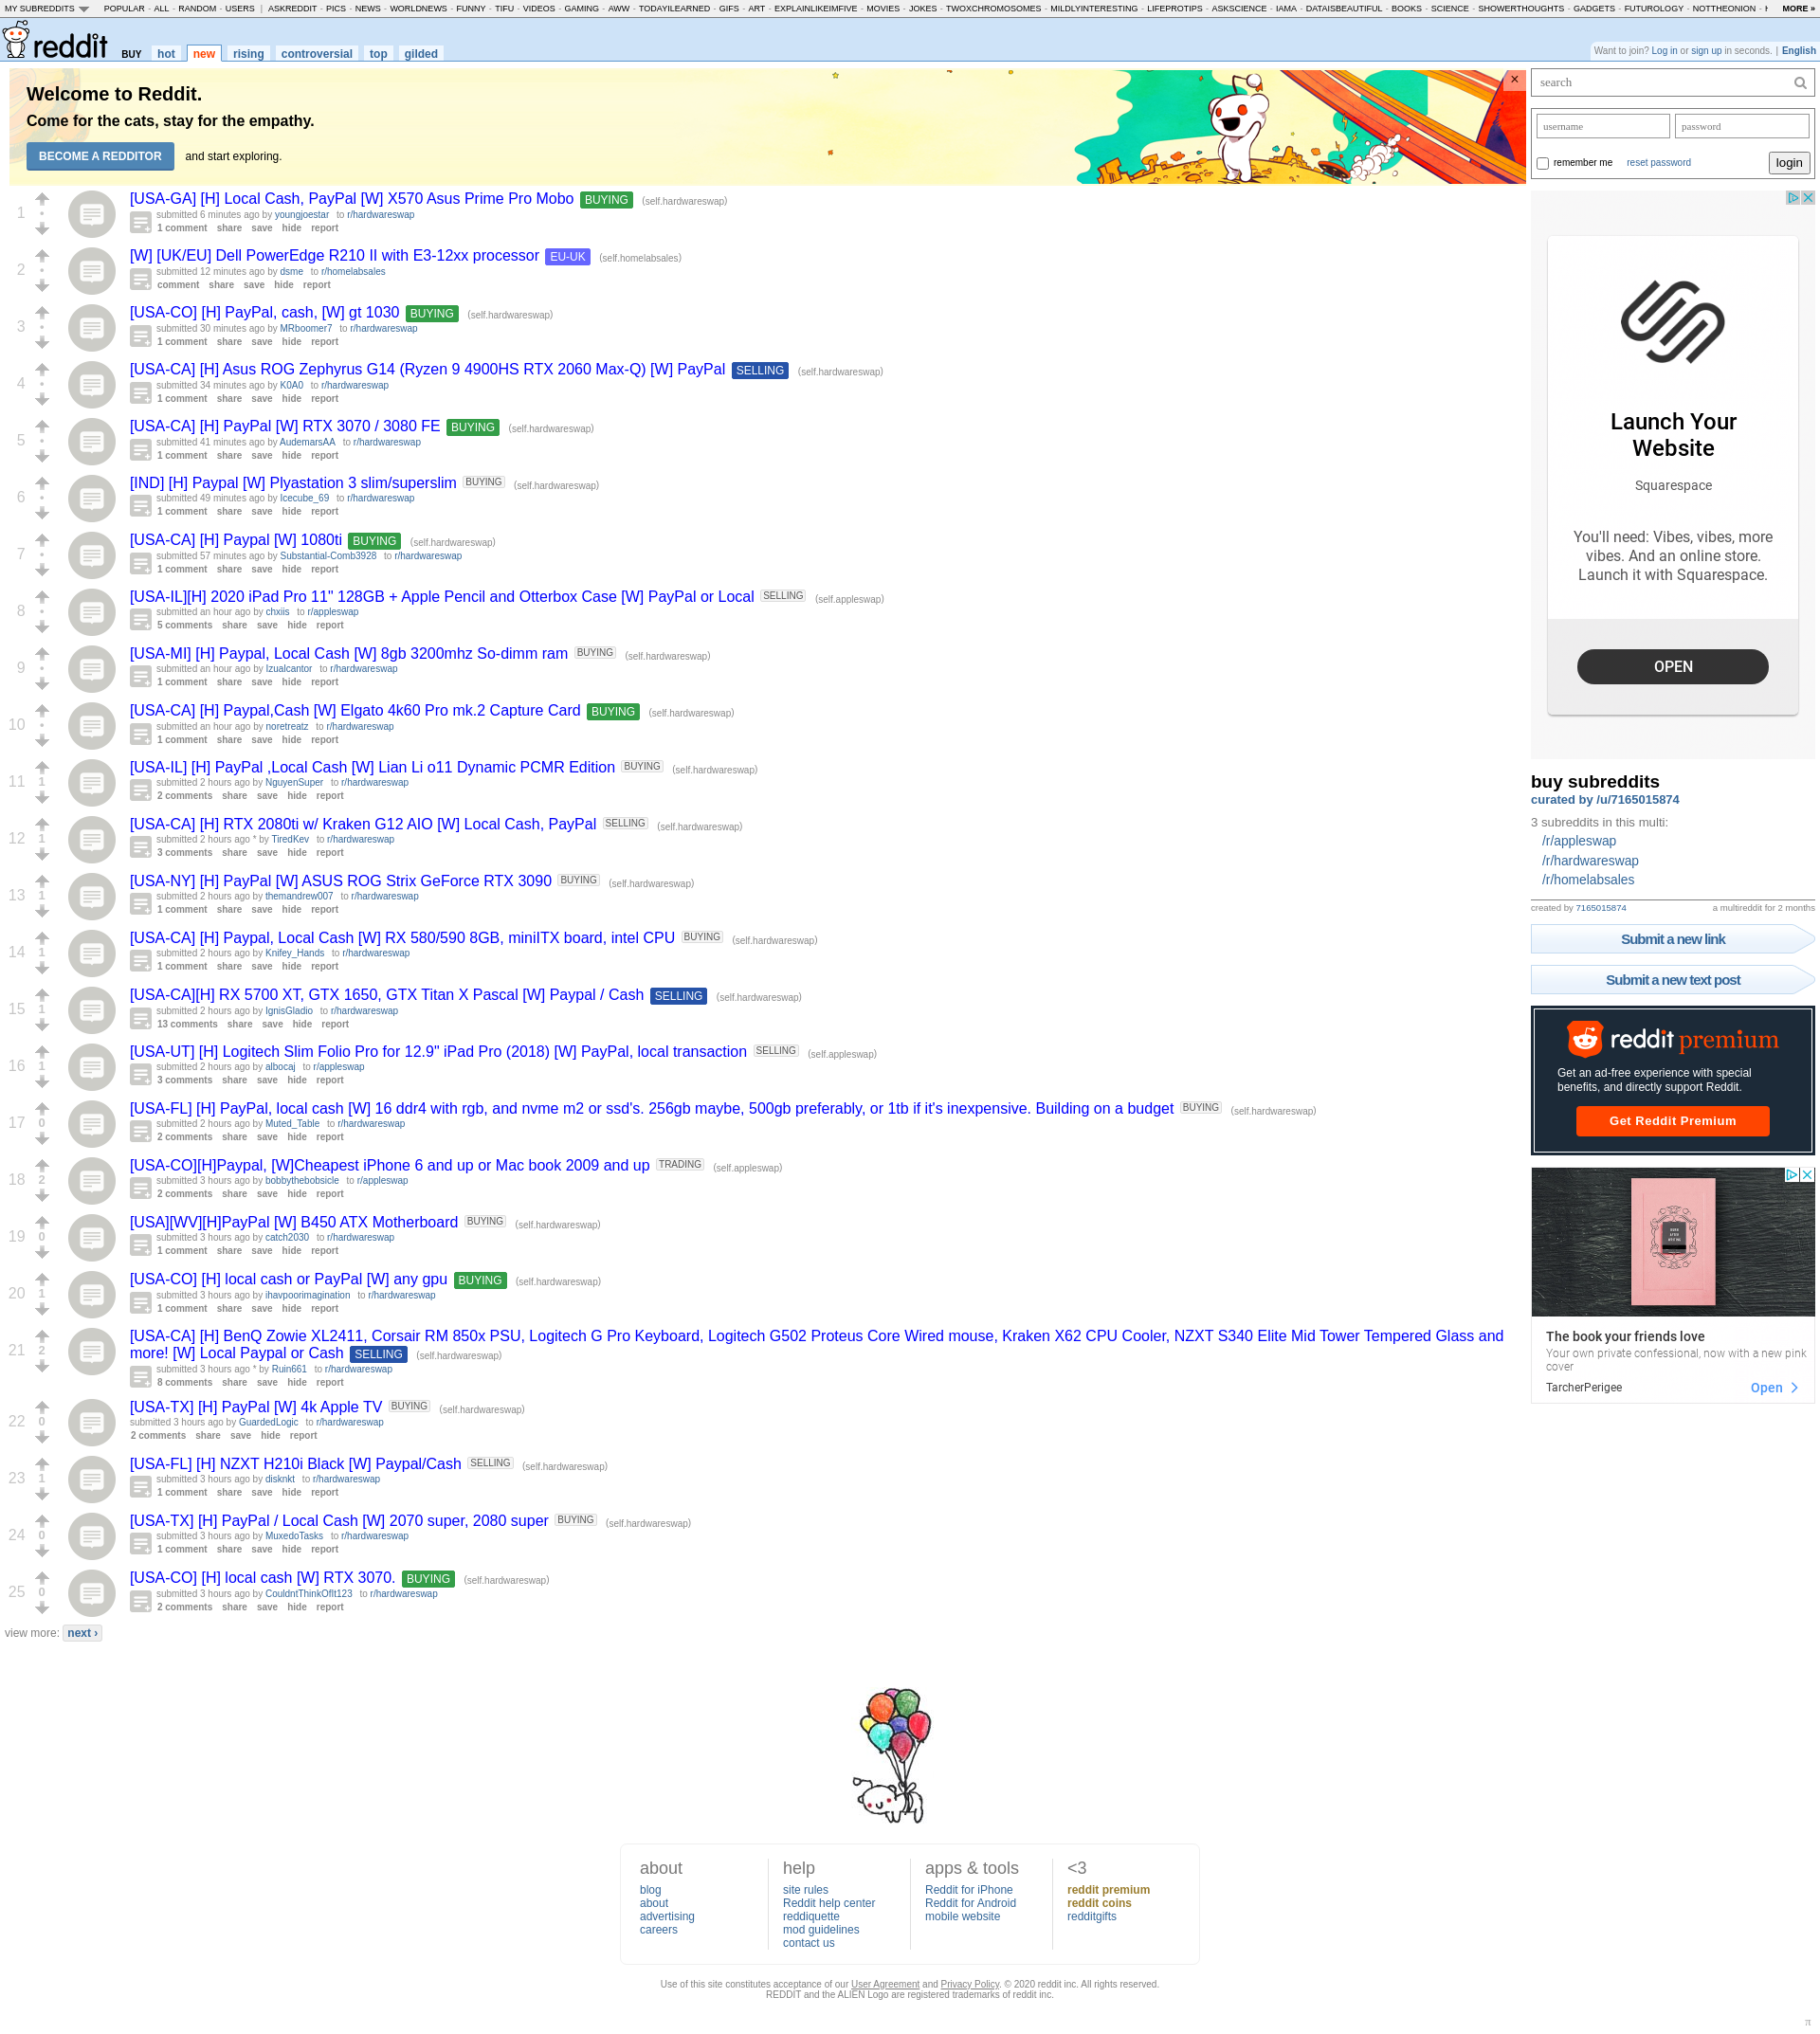 MY SUBREDDITS POPULAR - ALL - RANDOM - USERS | ASKREDDIT - PICS - NEWS - WORLDNEWS - FUNNY - TIFU - VIDEOS - GAMING - AWW - TODAYILEARNED - GIFS - ART - EXPLAINLIKEIMFIVE - MOVIES - JOKES - TWOXCHROMOSOMES - MILDLYINTERESTING - LIFEPROTIPS - ASKSCIENCE - IAMA - DATAISBEAUTIFUL - BOOKS - SCIENCE - SHOWERTHOUGHTS - GADGETS - FUTUROLOGY - NOTTHEONION - MORE »
reddit BUY hot new rising controversial top gilded
Want to join? Log in or sign up in seconds. | English
Welcome to Reddit.
Come for the cats, stay for the empathy.
BECOME A REDDITOR and start exploring.
×
1
[USA-GA] [H] Local Cash, PayPal [W] X570 Asus Prime Pro Mobo BUYING (self.hardwareswap)
submitted 6 minutes ago by youngjoestar to r/hardwareswap
1 comment share save hide report
2
[W] [UK/EU] Dell PowerEdge R210 II with E3-12xx processor EU-UK (self.homelabsales)
submitted 12 minutes ago by dsme to r/homelabsales
comment share save hide report
3
[USA-CO] [H] PayPal, cash, [W] gt 1030 BUYING (self.hardwareswap)
submitted 30 minutes ago by MRboomer7 to r/hardwareswap
1 comment share save hide report
4
[USA-CA] [H] Asus ROG Zephyrus G14 (Ryzen 9 4900HS RTX 2060 Max-Q) [W] PayPal SELLING (self.hardwareswap)
submitted 34 minutes ago by K0A0 to r/hardwareswap
1 comment share save hide report
5
[USA-CA] [H] PayPal [W] RTX 3070 / 3080 FE BUYING (self.hardwareswap)
submitted 41 minutes ago by AudemarsAA to r/hardwareswap
1 comment share save hide report
6
[IND] [H] Paypal [W] Plyastation 3 slim/superslim BUYING (self.hardwareswap)
submitted 49 minutes ago by Icecube_69 to r/hardwareswap
1 comment share save hide report
7
[USA-CA] [H] Paypal [W] 1080ti BUYING (self.hardwareswap)
submitted 57 minutes ago by Substantial-Comb3928 to r/hardwareswap
1 comment share save hide report
8
[USA-IL][H] 2020 iPad Pro 11" 128GB + Apple Pencil and Otterbox Case [W] PayPal or Local SELLING (self.appleswap)
submitted an hour ago by chxiis to r/appleswap
5 comments share save hide report
9
[USA-MI] [H] Paypal, Local Cash [W] 8gb 3200mhz So-dimm ram BUYING (self.hardwareswap)
submitted an hour ago by Izualcantor to r/hardwareswap
1 comment share save hide report
10
[USA-CA] [H] Paypal,Cash [W] Elgato 4k60 Pro mk.2 Capture Card BUYING (self.hardwareswap)
submitted an hour ago by noretreatz to r/hardwareswap
1 comment share save hide report
11 1
[USA-IL] [H] PayPal ,Local Cash [W] Lian Li o11 Dynamic PCMR Edition BUYING (self.hardwareswap)
submitted 2 hours ago by NguyenSuper to r/hardwareswap
2 comments share save hide report
12 1
[USA-CA] [H] RTX 2080ti w/ Kraken G12 AIO [W] Local Cash, PayPal SELLING (self.hardwareswap)
submitted 2 hours ago * by TiredKev to r/hardwareswap
3 comments share save hide report
13 1
[USA-NY] [H] PayPal [W] ASUS ROG Strix GeForce RTX 3090 BUYING (self.hardwareswap)
submitted 2 hours ago by themandrew007 to r/hardwareswap
1 comment share save hide report
14 1
[USA-CA] [H] Paypal, Local Cash [W] RX 580/590 8GB, miniITX board, intel CPU BUYING (self.hardwareswap)
submitted 2 hours ago by Knifey_Hands to r/hardwareswap
1 comment share save hide report
15 1
[USA-CA][H] RX 5700 XT, GTX 1650, GTX Titan X Pascal [W] Paypal / Cash SELLING (self.hardwareswap)
submitted 2 hours ago by IgnisGladio to r/hardwareswap
13 comments share save hide report
16 1
[USA-UT] [H] Logitech Slim Folio Pro for 12.9" iPad Pro (2018) [W] PayPal, local transaction SELLING (self.appleswap)
submitted 2 hours ago by albocaj to r/appleswap
3 comments share save hide report
17 0
[USA-FL] [H] PayPal, local cash [W] 16 ddr4 with rgb, and nvme m2 or ssd's. 256gb maybe, 500gb preferably, or 1tb if it's inexpensive. Building on a budget BUYING (self.hardwareswap)
submitted 2 hours ago by Muted_Table to r/hardwareswap
2 comments share save hide report
18 2
[USA-CO][H]Paypal, [W]Cheapest iPhone 6 and up or Mac book 2009 and up TRADING (self.appleswap)
submitted 3 hours ago by bobbythebobsicle to r/appleswap
2 comments share save hide report
19 0
[USA][WV][H]PayPal [W] B450 ATX Motherboard BUYING (self.hardwareswap)
submitted 3 hours ago by catch2030 to r/hardwareswap
1 comment share save hide report
20 1
[USA-CO] [H] local cash or PayPal [W] any gpu BUYING (self.hardwareswap)
submitted 3 hours ago by ihavpoorimagination to r/hardwareswap
1 comment share save hide report
21 2
[USA-CA] [H] BenQ Zowie XL2411, Corsair RM 850x PSU, Logitech G Pro Keyboard, Logitech G502 Proteus Core Wired mouse, Kraken X62 CPU Cooler, NZXT S340 Elite Mid Tower Tempered Glass and
more! [W] Local Paypal or Cash SELLING (self.hardwareswap)
submitted 3 hours ago * by Ruin661 to r/hardwareswap
8 comments share save hide report
22 0
[USA-TX] [H] PayPal [W] 4k Apple TV BUYING (self.hardwareswap)
submitted 3 hours ago by GuardedLogic to r/hardwareswap
2 comments share save hide report
23 1
[USA-FL] [H] NZXT H210i Black [W] Paypal/Cash SELLING (self.hardwareswap)
submitted 3 hours ago by disknkt to r/hardwareswap
1 comment share save hide report
24 0
[USA-TX] [H] PayPal / Local Cash [W] 2070 super, 2080 super BUYING (self.hardwareswap)
submitted 3 hours ago by MuxedoTasks to r/hardwareswap
1 comment share save hide report
25 0
[USA-CO] [H] local cash [W] RTX 3070. BUYING (self.hardwareswap)
submitted 3 hours ago by CouldntThinkOfIt123 to r/hardwareswap
2 comments share save hide report
view more: next ›
search
username password
remember me reset password login
Launch Your
Website
Squarespace
You'll need: Vibes, vibes, more
vibes. And an online store.
Launch it with Squarespace.
OPEN
buy subreddits
curated by /u/7165015874
3 subreddits in this multi:
/r/appleswap
/r/hardwareswap
/r/homelabsales
created by 7165015874 a multireddit for 2 months
Submit a new link
Submit a new text post
reddit premium
Get an ad-free experience with special
benefits, and directly support Reddit.
Get Reddit Premium
The book your friends love
Your own private confessional, now with a new pink
cover
TarcherPerigee Open
about
blog
about
advertising
careers
help
site rules
Reddit help center
reddiquette
mod guidelines
contact us
apps & tools
Reddit for iPhone
Reddit for Android
mobile website
<3
reddit premium
reddit coins
redditgifts
Use of this site constitutes acceptance of our User Agreement and Privacy Policy. © 2020 reddit inc. All rights reserved.
REDDIT and the ALIEN Logo are registered trademarks of reddit inc.
π